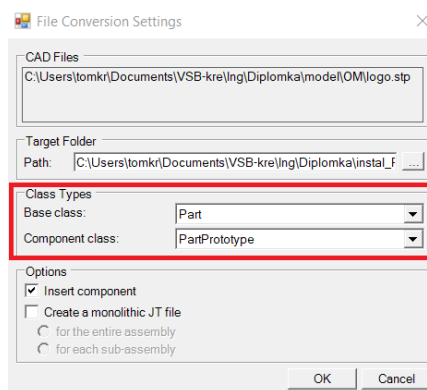 File Conversion Settings
CAD Files
C:\Users\tomkr\Documents\VSB-kre\Ing\Diplomka\model\OM\logo.stp
Target Folder
Path: C:\Users\tomkr\Documents\VSB-kre\Ing\Diplomka\instal_F ...
Class Types
Base class: Part
Component class: PartPrototype
Options
Insert component
Create a monolithic JT file
for the entire assembly
for each sub-assembly
OK Cancel